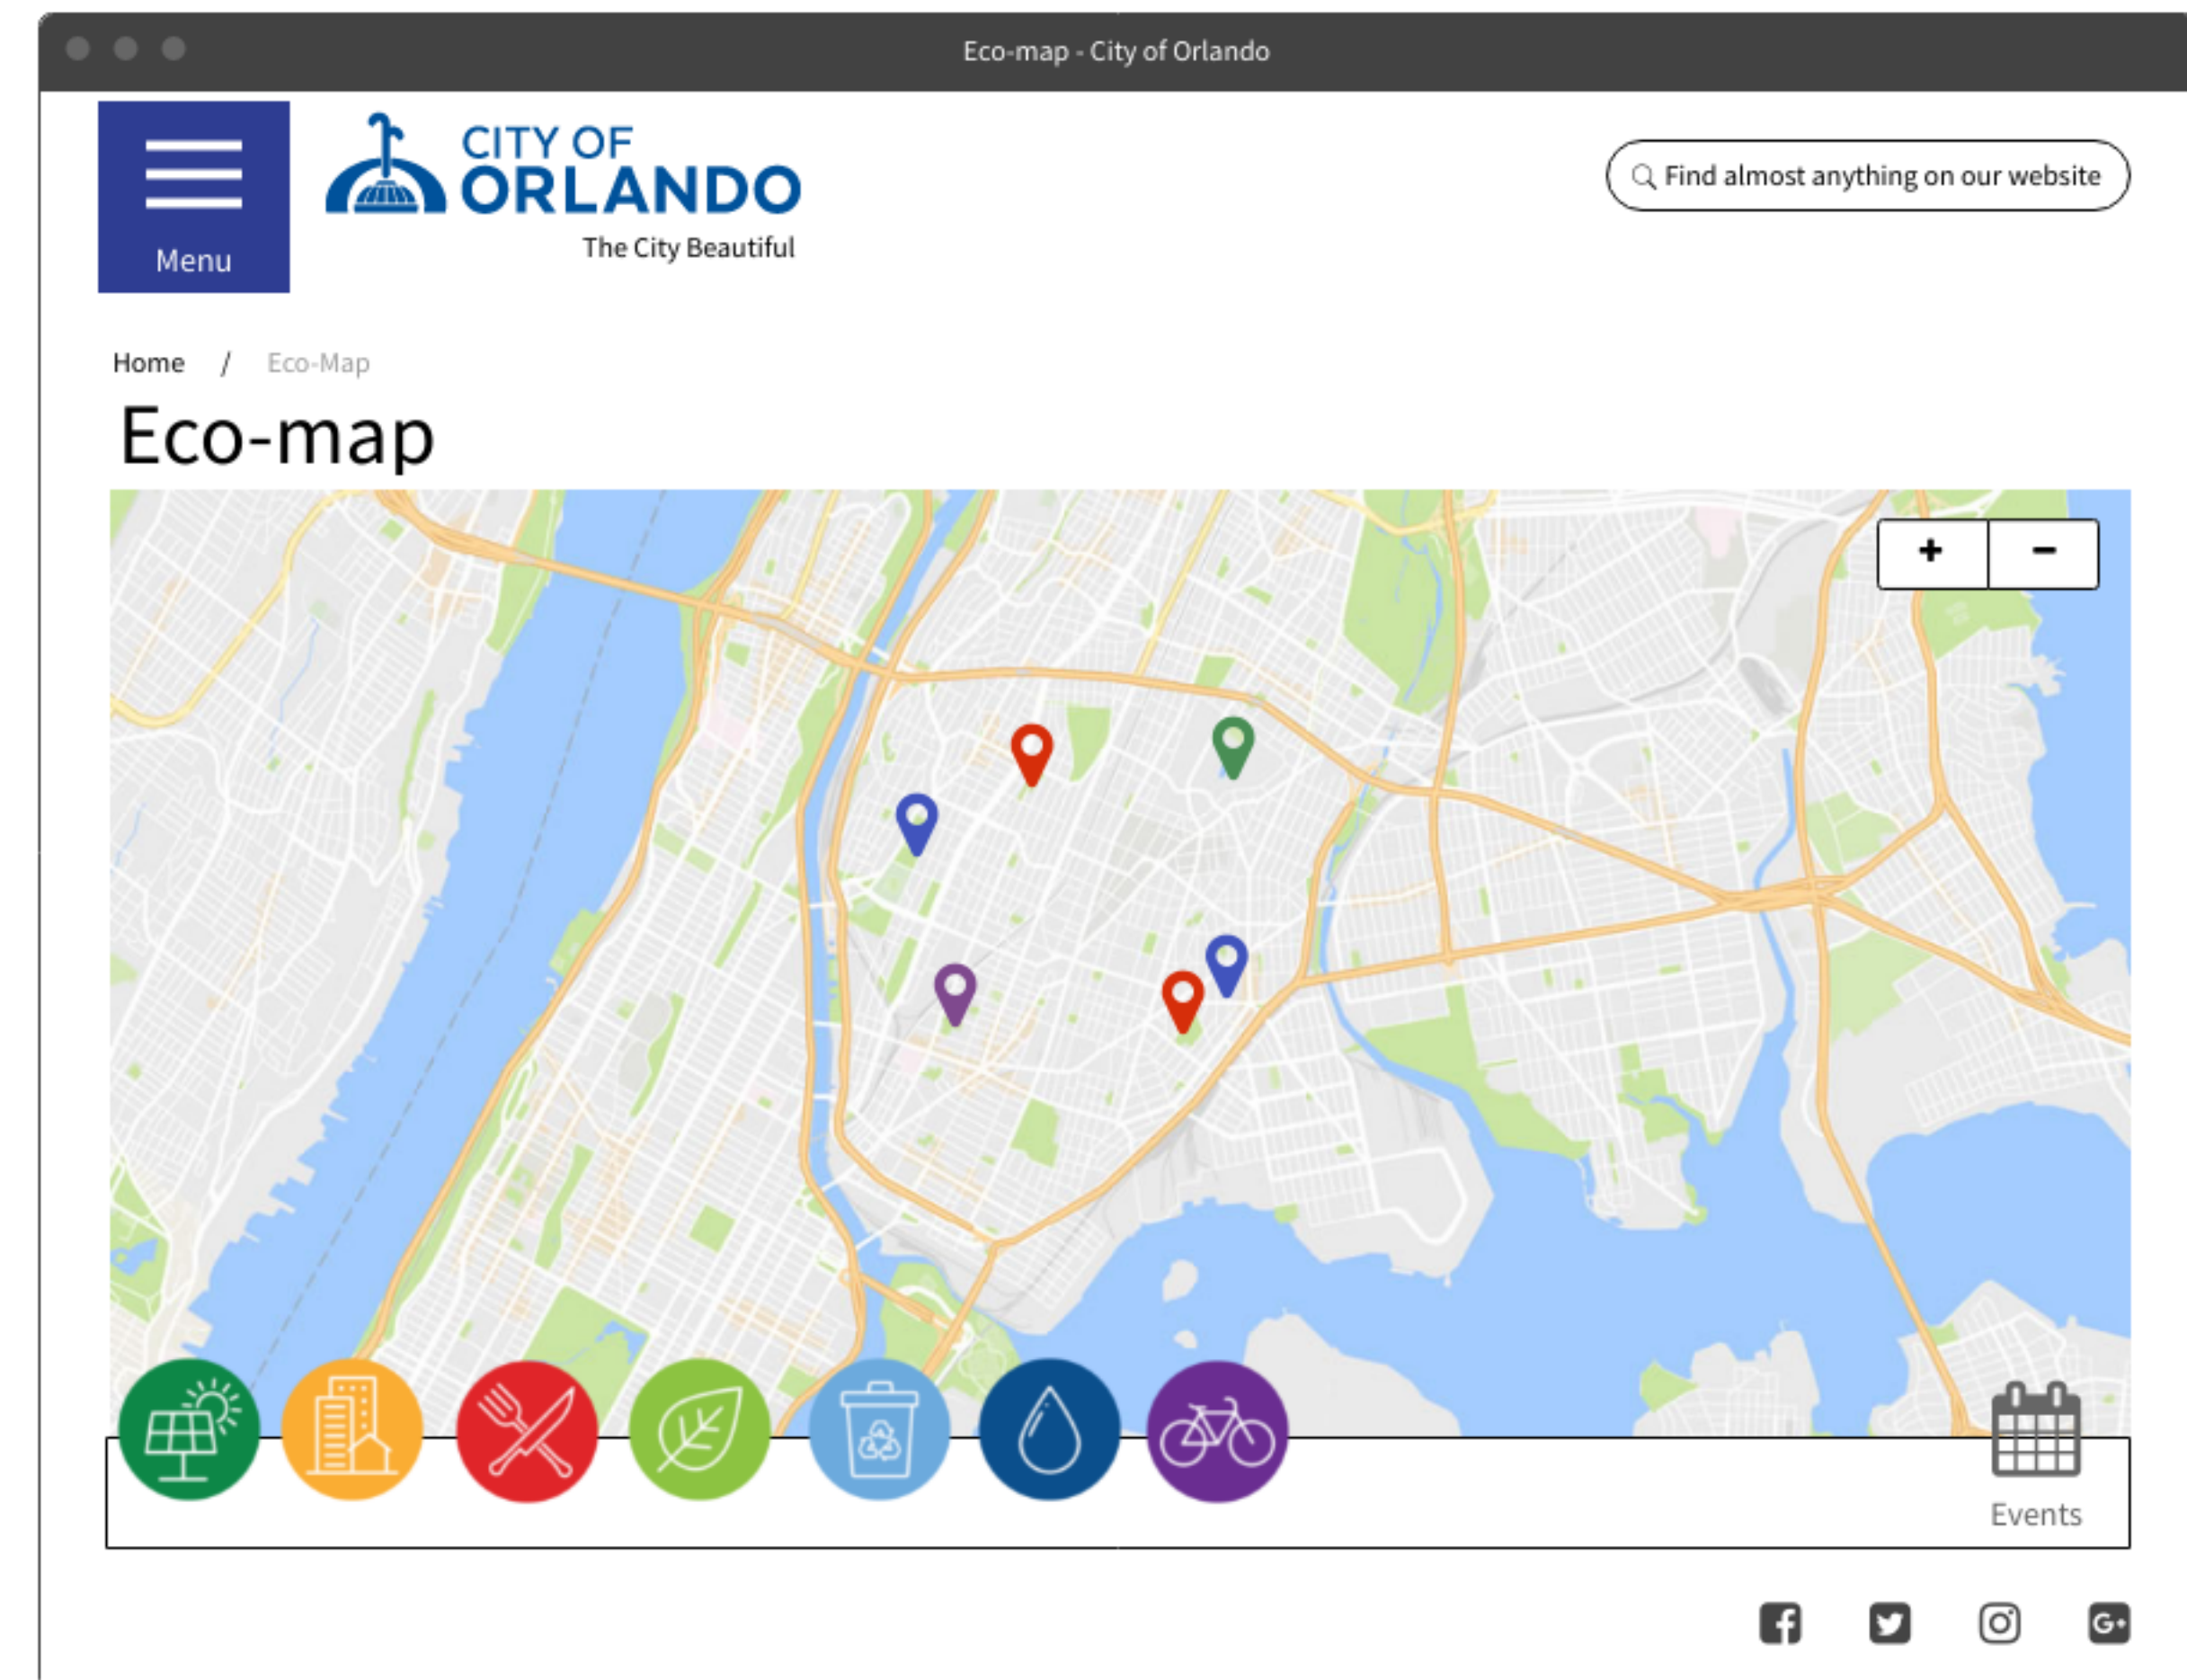 Eco-map - City of Orlando
Menu
CITY OF
ORLANDO
The City Beautiful
Find almost anything on our website
Home / Eco-Map
Eco-map
+ −
Events
G+